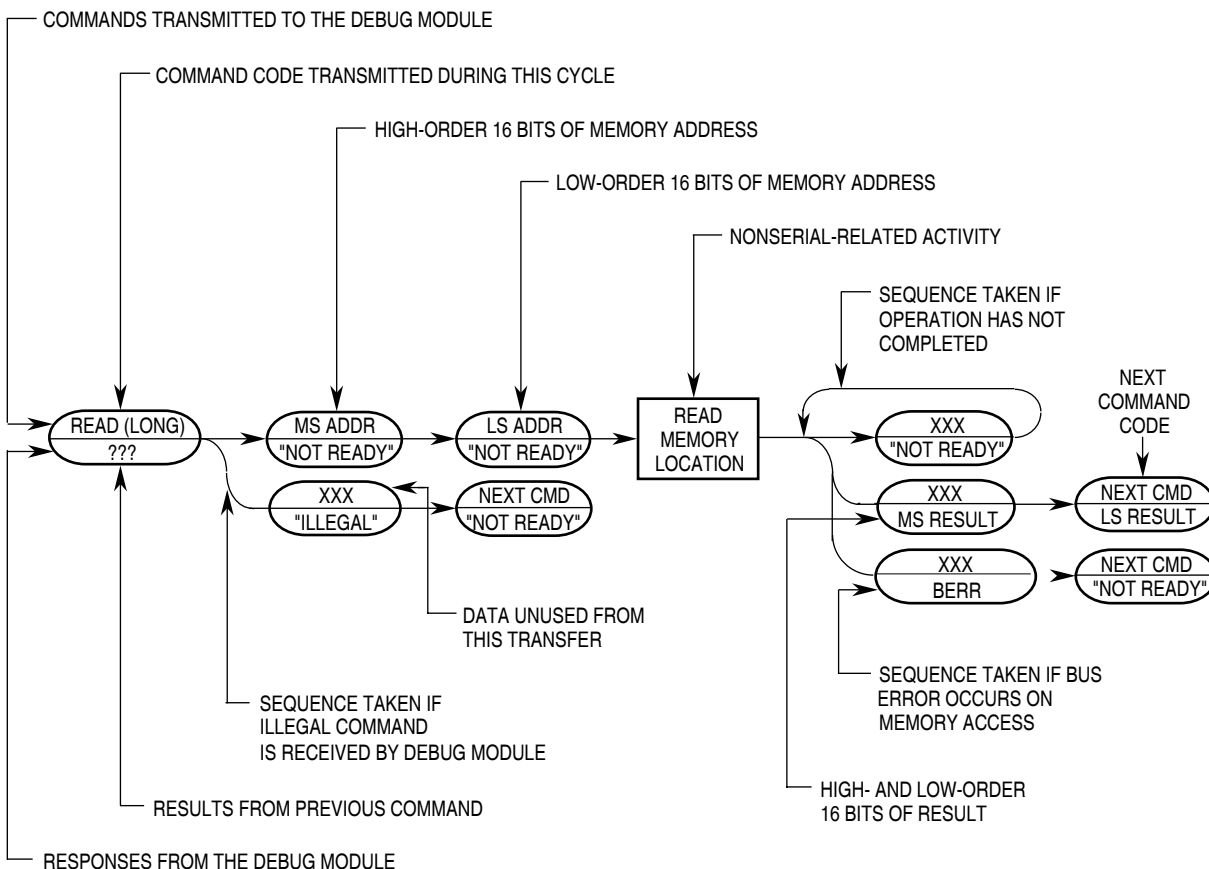 COMMANDS TRANSMITTED TO THE DEBUG MODULE
COMMAND CODE TRANSMITTED DURING THIS CYCLE
HIGH-ORDER 16 BITS OF MEMORY ADDRESS
LOW-ORDER 16 BITS OF MEMORY ADDRESS
NONSERIAL-RELATED ACTIVITY
SEQUENCE TAKEN IF
OPERATION HAS NOT
COMPLETED
NEXT
COMMAND
CODE
READ (LONG)
???
MS ADDR
"NOT READY"
LS ADDR
"NOT READY"
READ
MEMORY
LOCATION
XXX
"NOT READY"
XXX
"ILLEGAL"
NEXT CMD
"NOT READY"
XXX
MS RESULT
NEXT CMD
LS RESULT
XXX
BERR
NEXT CMD
"NOT READY"
DATA UNUSED FROM
THIS TRANSFER
SEQUENCE TAKEN IF
ILLEGAL COMMAND
IS RECEIVED BY DEBUG MODULE
SEQUENCE TAKEN IF BUS
ERROR OCCURS ON
MEMORY ACCESS
HIGH- AND LOW-ORDER
16 BITS OF RESULT
RESULTS FROM PREVIOUS COMMAND
RESPONSES FROM THE DEBUG MODULE